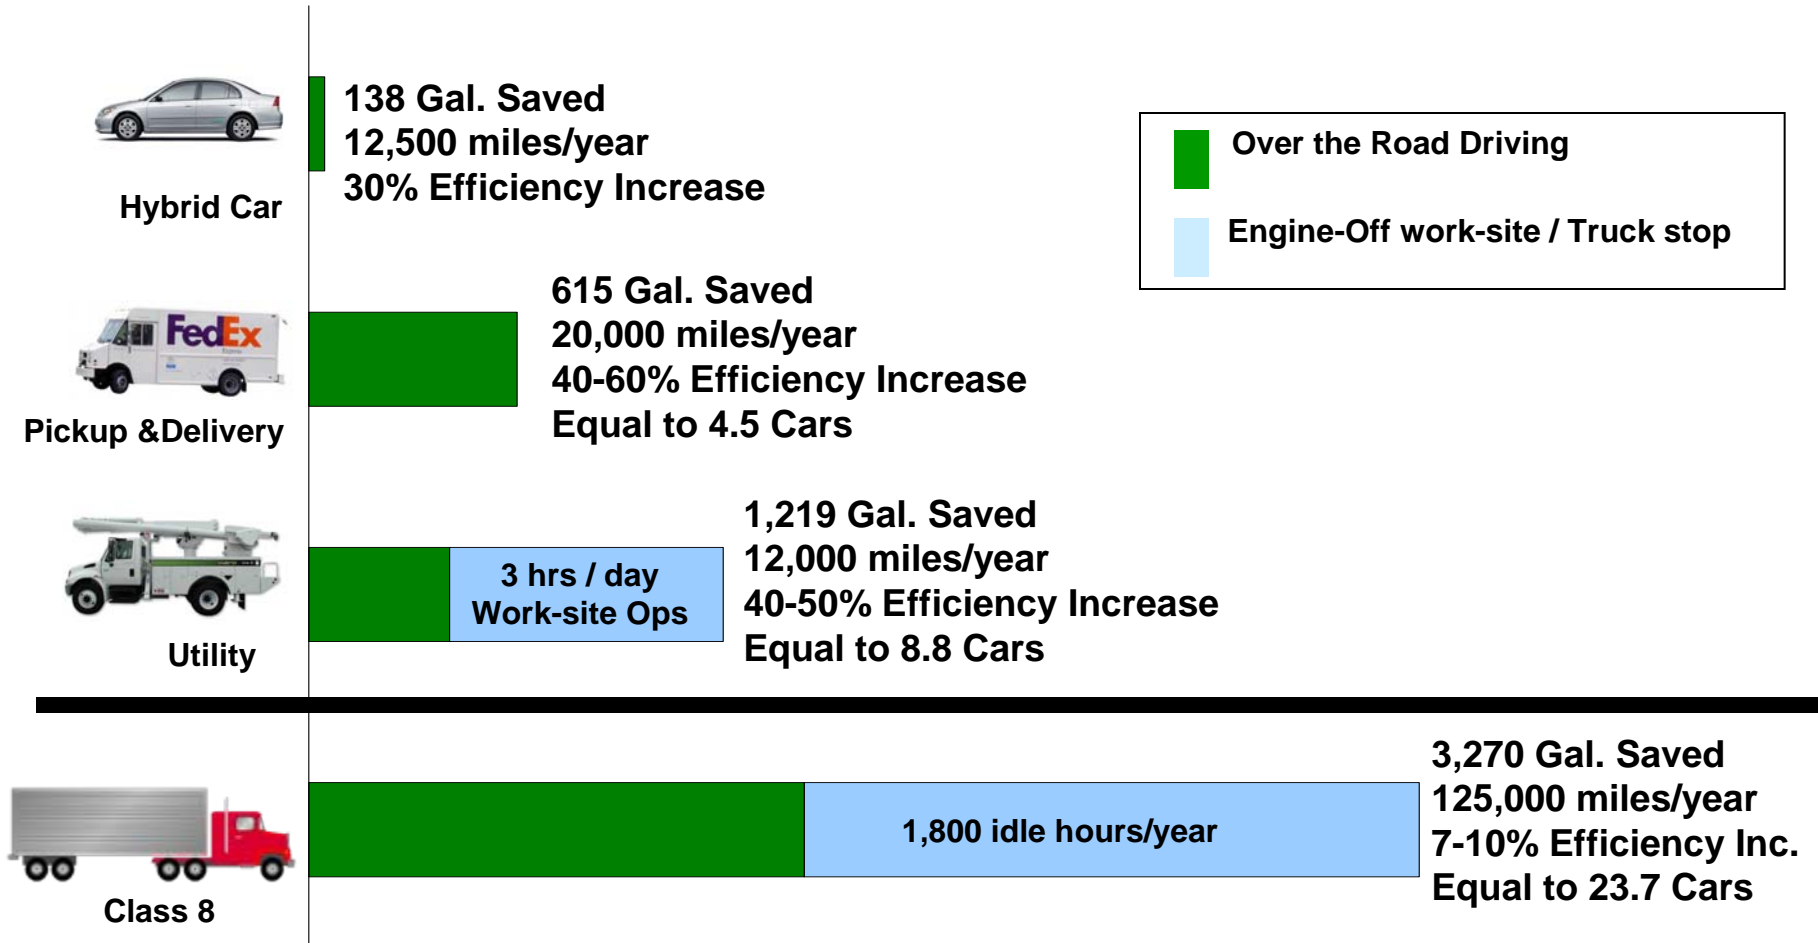 138 Gal. Saved
12,500 miles/year
30% Efficiency Increase
Hybrid Car
Over the Road Driving
Engine-Off work-site / Truck stop
FedEx
615 Gal. Saved
20,000 miles/year
40-60% Efficiency Increase
Equal to 4.5 Cars
Pickup &Delivery
3 hrs / day
Work-site Ops
1,219 Gal. Saved
12,000 miles/year
40-50% Efficiency Increase
Equal to 8.8 Cars
Utility
1,800 idle hours/year
3,270 Gal. Saved
125,000 miles/year
7-10% Efficiency Inc.
Equal to 23.7 Cars
Class 8